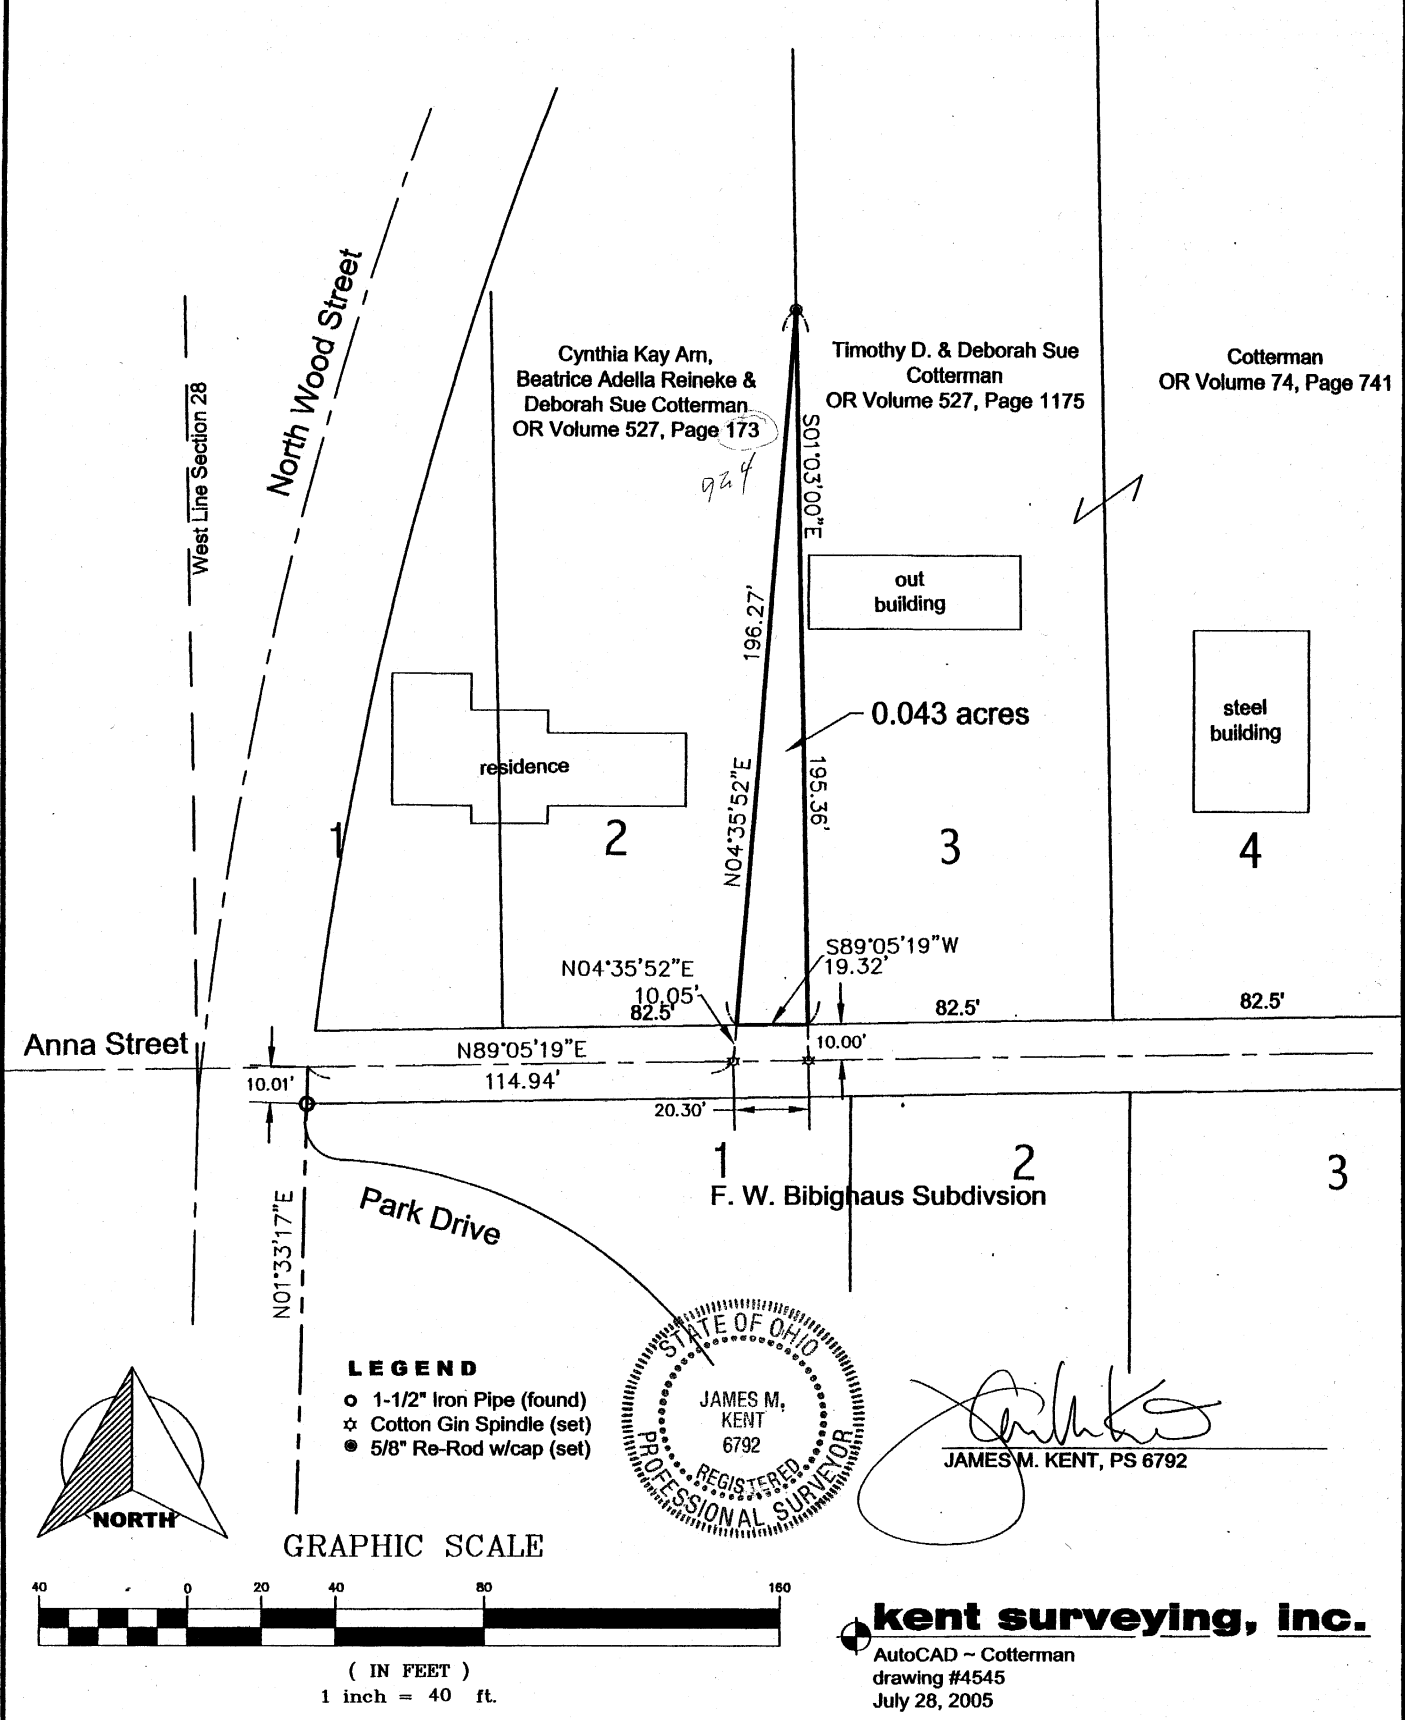 North Wood Street
West Line Section 28
Cynthia Kay Arn,
Beatrice Adella Reineke &
Deborah Sue Cotterman
OR Volume 527, Page 173
924
Timothy D. & Deborah Sue
Cotterman
OR Volume 527, Page 1175
Cotterman
OR Volume 74, Page 741
S01°03'00"E
195.36'
196.27'
N04°35'52"E
out
building
0.043 acres
steel
building
residence
1
2
3
4
S89°05'19"W
19.32'
N04°35'52"E
10.05'
82.5'
82.5'
82.5'
Anna Street
N89°05'19"E
114.94'
10.00'
10.01'
20.30'
1
2
3
F. W. Bibighaus Subdivsion
Park Drive
N01°33'17"E
LEGEND
1-1/2" Iron Pipe (found)
Cotton Gin Spindle (set)
5/8" Re-Rod w/cap (set)
STATE OF OHIO
JAMES M.
KENT
6792
REGISTERED
PROFESSIONAL SURVEYOR
JAMES M. KENT, PS 6792
NORTH
GRAPHIC SCALE
40 0 20 40 80 160
( IN FEET )
1 inch = 40 ft.
kent surveying, inc.
AutoCAD ~ Cotterman
drawing #4545
July 28, 2005